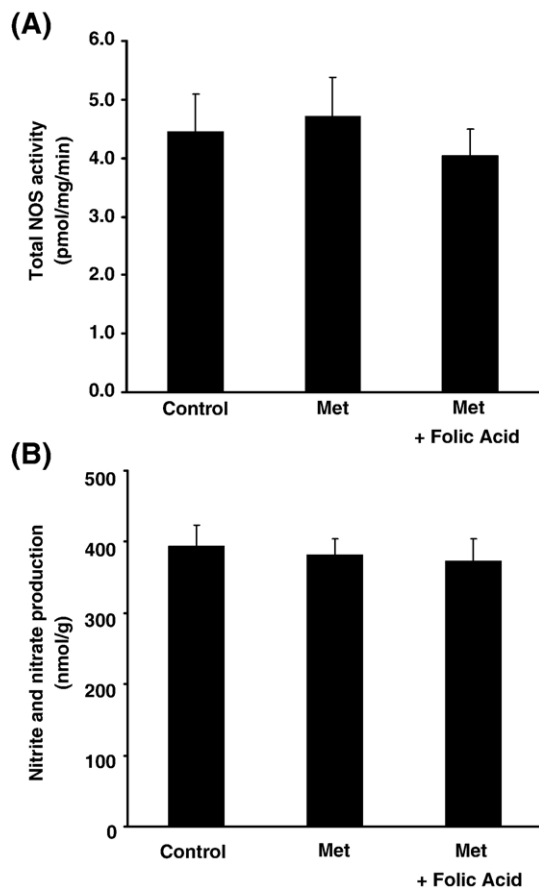 (A)
Total NOS activity
(pmol/mg/min)
6.0
5.0
4.0
3.0
2.0
1.0
0.0
Control
Met
Met
+ Folic Acid
(B)
Nitrite and nitrate production
(nmol/g)
500
400
300
200
100
0
Control
Met
Met
+ Folic Acid